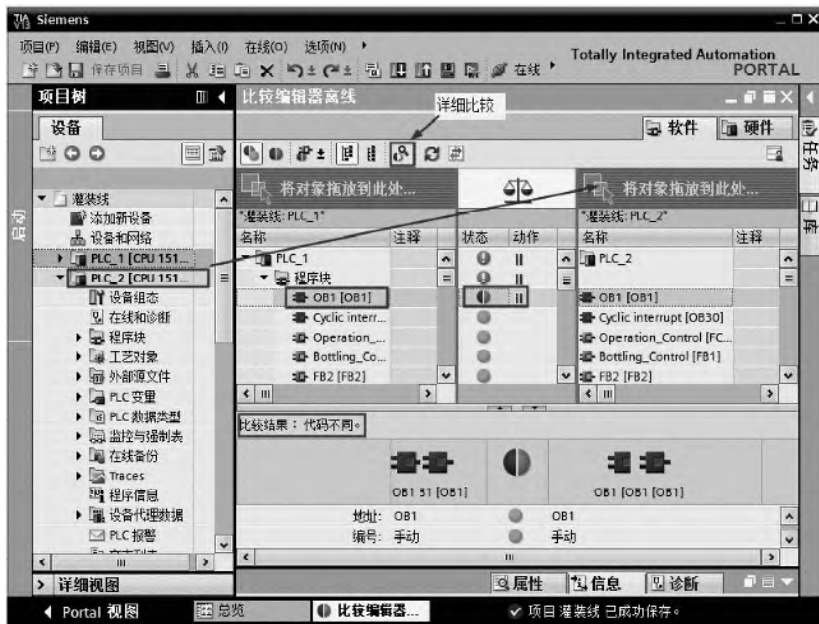 TIA V13 Siemens
项目(P) 编辑(E) 视图(V) 插入(I) 在线(O) 选项(N)
Totally Integrated Automation
PORTAL
保存项目 在线
项目树
比较编辑器离线
详细比较
设备
软件 硬件
任务
库
启动
将对象拖放到此处...
将对象拖放到此处...
"灌装线: PLC_1"
"灌装线: PLC_2"
名称 注释 状态 动作 名称 注释
灌装线
添加新设备
设备和网络
PLC_1 [CPU 151...
PLC_2 [CPU 151...
设备组态
在线和诊断
程序块
工艺对象
外部源文件
PLC 变量
PLC 数据类型
监控与强制表
在线备份
Traces
程序信息
设备代理数据
PLC 报警
PLC_1
程序块
OB1 [OB1]
Cyclic interr...
Operation_...
Bottling_Co...
FB2 [FB2]
PLC_2
OB1 [OB1]
Cyclic interrupt [OB30]
Operation_Control [FC...
Bottling_Control [FB1]
FB2 [FB2]
比较结果：代码不同。
OB1 S1 [OB1]
OB1 [OB1 [OB1]
地址: OB1 OB1
编号: 手动 手动
详细视图
属性 信息 诊断
Portal 视图 总览 比较编辑器... 项目 灌装线 已成功保存。